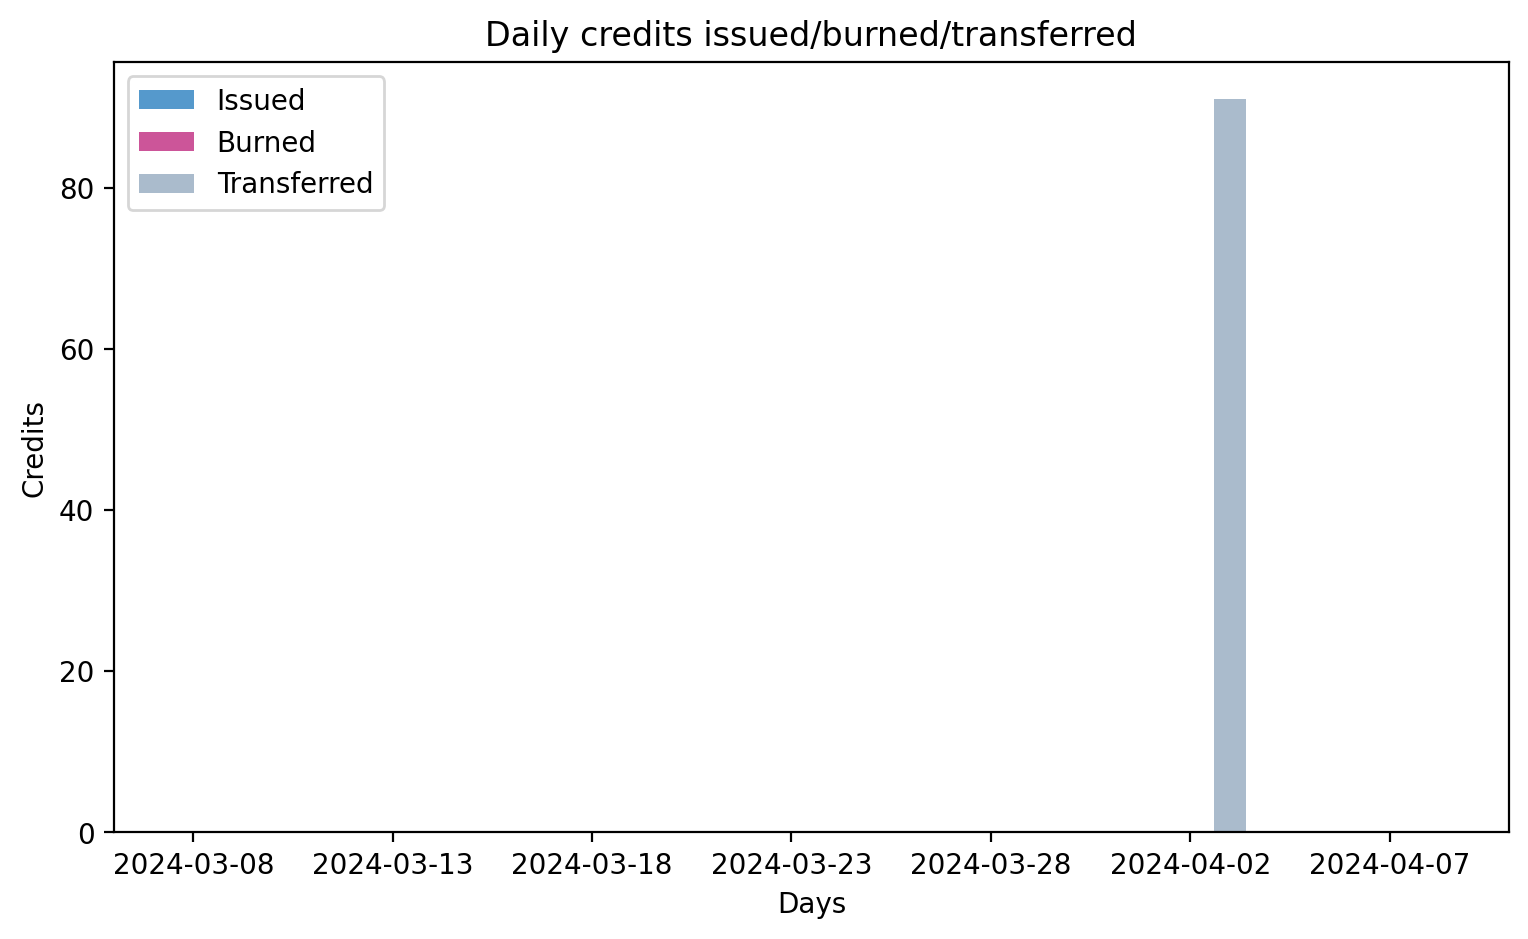 Daily credits issued/burned/transferred
Issued
Burned
Transferred
80
60
40
20
0
Credits
2024-03-08 2024-03-13 2024-03-18 2024-03-23 2024-03-28 2024-04-02 2024-04-07
Days